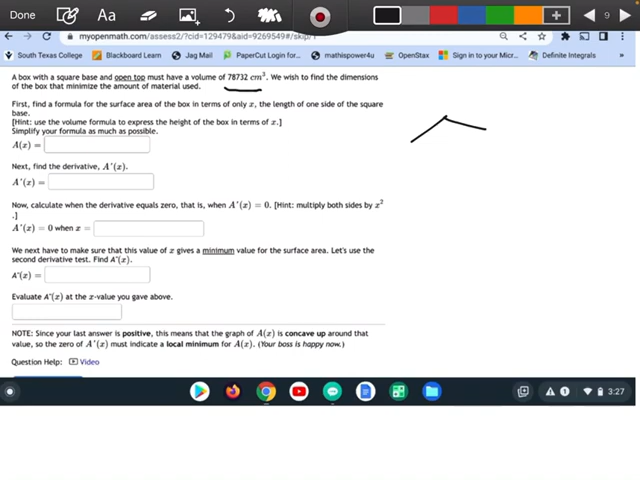 Done
Aa
9
myopenmath.com/assess2/?cid=129479&aid=9269549#/skip/1
South Texas College
Blackboard Learn
Jag Mail
PaperCut Login for...
mathispower4u
OpenStax
Sign in to your Micr...
Definite Integrals
A box with a square base and open top must have a volume of 78732 cm³. We wish to find the dimensions
of the box that minimize the amount of material used.
First, find a formula for the surface area of the box in terms of only x, the length of one side of the square
base.
[Hint: use the volume formula to express the height of the box in terms of x.]
Simplify your formula as much as possible.
A(x) =
Next, find the derivative, A'(x).
A'(x) =
Now, calculate when the derivative equals zero, that is, when A'(x) = 0. [Hint: multiply both sides by x²
.]
A'(x) = 0 when x =
We next have to make sure that this value of x gives a minimum value for the surface area. Let's use the
second derivative test. Find A"(x).
A"(x) =
Evaluate A"(x) at the x-value you gave above.
NOTE: Since your last answer is positive, this means that the graph of A(x) is concave up around that
value, so the zero of A'(x) must indicate a local minimum for A(x). (Your boss is happy now.)
Question Help: Video
1
3:27